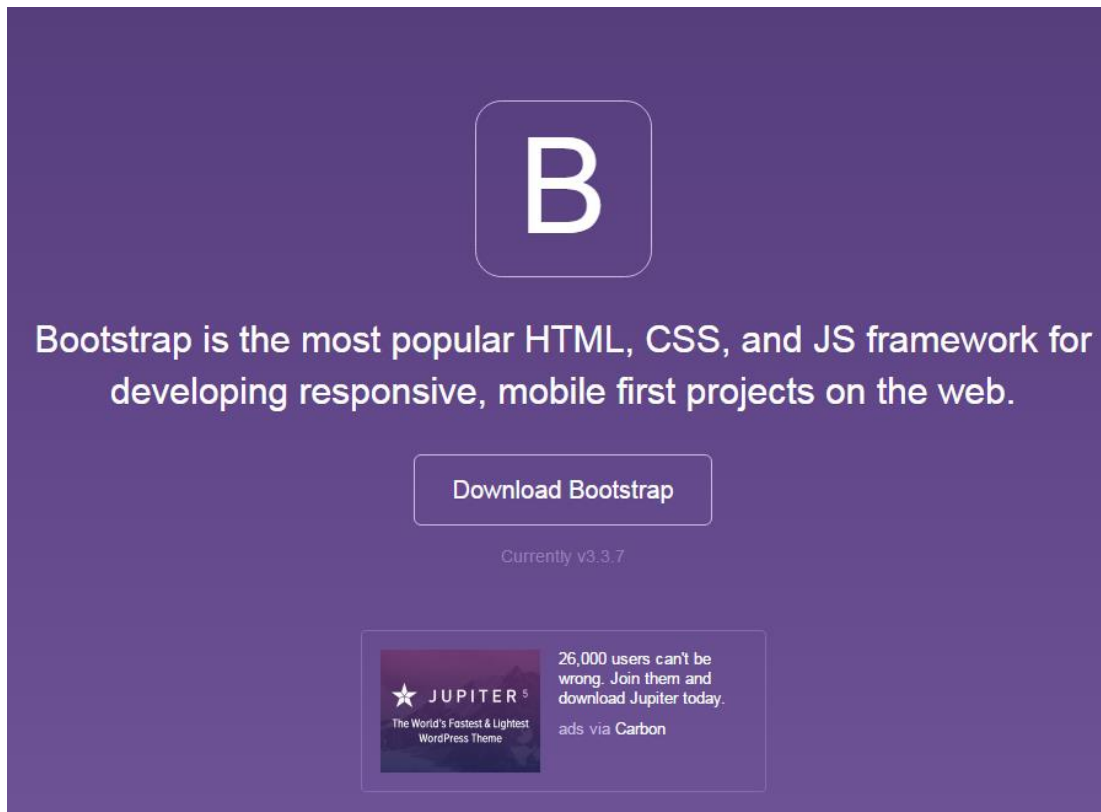 B
Bootstrap is the most popular HTML, CSS, and JS framework for
developing responsive, mobile first projects on the web.
Download Bootstrap
Currently v3.3.7
JUPITER 5
The World's Fastest & Lightest
WordPress Theme
26,000 users can't be
wrong. Join them and
download Jupiter today.
ads via Carbon